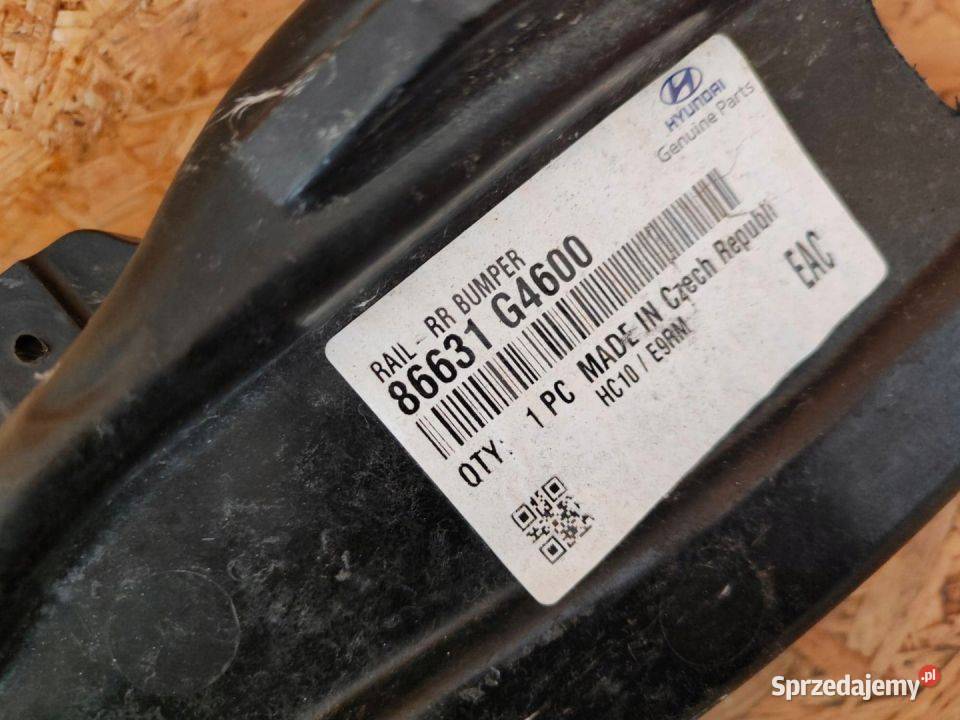 HYUNDAI
Genuine Parts
RAIL - RR BUMPER
86631 G4600
QTY: 1 PC MADE IN Czech Republi
HC10 / E9RM
EAC
Sprzedajemy.pl